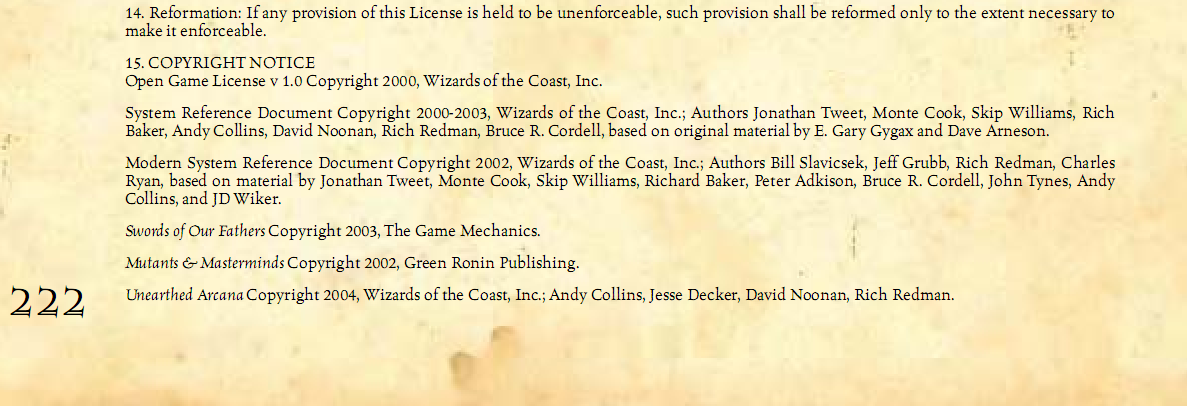 14. Reformation: If any provision of this License is held to be unenforceable, such provision shall be reformed only to the extent necessary to
make it enforceable.
15. COPYRIGHT NOTICE
Open Game License v 1.0 Copyright 2000, Wizards of the Coast, Inc.
System Reference Document Copyright 2000-2003, Wizards of the Coast, Inc.; Authors Jonathan Tweet, Monte Cook, Skip Williams, Rich
Baker, Andy Collins, David Noonan, Rich Redman, Bruce R. Cordell, based on original material by E. Gary Gygax and Dave Arneson.
Modern System Reference Document Copyright 2002, Wizards of the Coast, Inc.; Authors Bill Slavicsek, Jeff Grubb, Rich Redman, Charles
Ryan, based on material by Jonathan Tweet, Monte Cook, Skip Williams, Richard Baker, Peter Adkison, Bruce R. Cordell, John Tynes, Andy
Collins, and JD Wiker.
Swords of Our Fathers Copyright 2003, The Game Mechanics.
Mutants & Masterminds Copyright 2002, Green Ronin Publishing.
Unearthed Arcana Copyright 2004, Wizards of the Coast, Inc.; Andy Collins, Jesse Decker, David Noonan, Rich Redman.
222